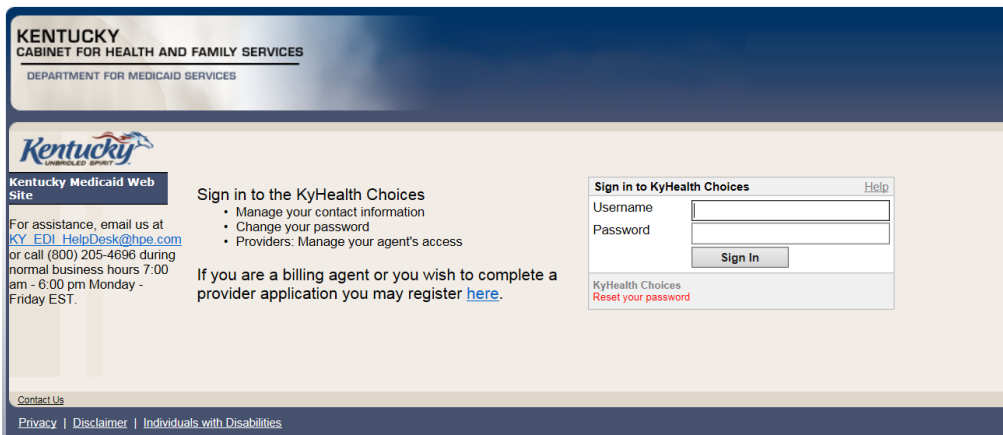 KENTUCKY
CABINET FOR HEALTH AND FAMILY SERVICES
DEPARTMENT FOR MEDICAID SERVICES
Kentucky
UNBRIDLED SPIRIT
Kentucky Medicaid Web
Site
For assistance, email us at
KY_EDI_HelpDesk@hpe.com
or call (800) 205-4696 during
normal business hours 7:00
am - 6:00 pm Monday -
Friday EST.
Sign in to the KyHealth Choices
• Manage your contact information
• Change your password
• Providers: Manage your agent's access
If you are a billing agent or you wish to complete a
provider application you may register here.
Sign in to KyHealth Choices Help
Username
Password
Sign In
KyHealth Choices
Reset your password
Contact Us
Privacy | Disclaimer | Individuals with Disabilities